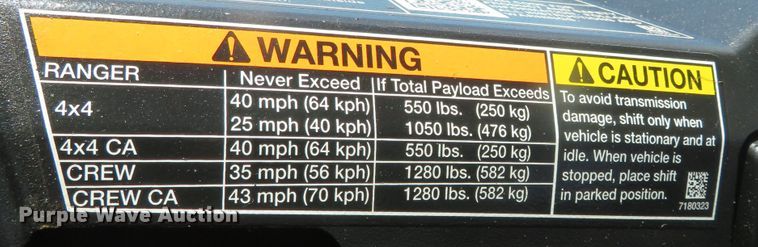 WARNING
RANGER Never Exceed If Total Payload Exceeds
4x4 40 mph (64 kph) 550 lbs. (250 kg)
25 mph (40 kph) 1050 lbs. (476 kg)
4x4 CA 40 mph (64 kph) 550 lbs. (250 kg)
CREW 35 mph (56 kph) 1280 lbs. (582 kg)
CREW CA 43 mph (70 kph) 1280 lbs. (582 kg)
CAUTION
To avoid transmission
damage, shift only when
vehicle is stationary and at
idle. When vehicle is
stopped, place shift
in parked position.
7180323
Purple Wave Auction